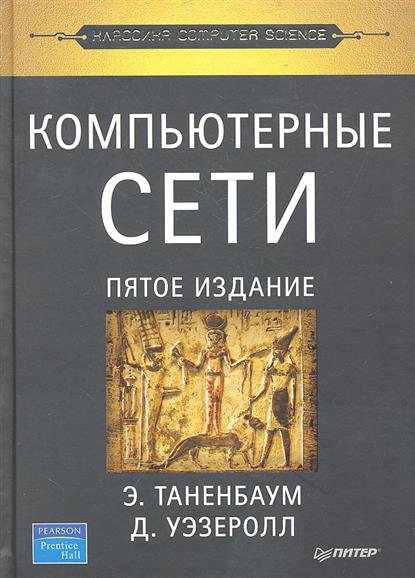 КЛАССИКА COMPUTER SCIENCE
КОМПЬЮТЕРНЫЕ
СЕТИ
ПЯТОЕ ИЗДАНИЕ
Э. ТАНЕНБАУМ
Д. УЭЗЕРОЛЛ
PEARSON
Prentice
Hall
ПИТЕР®